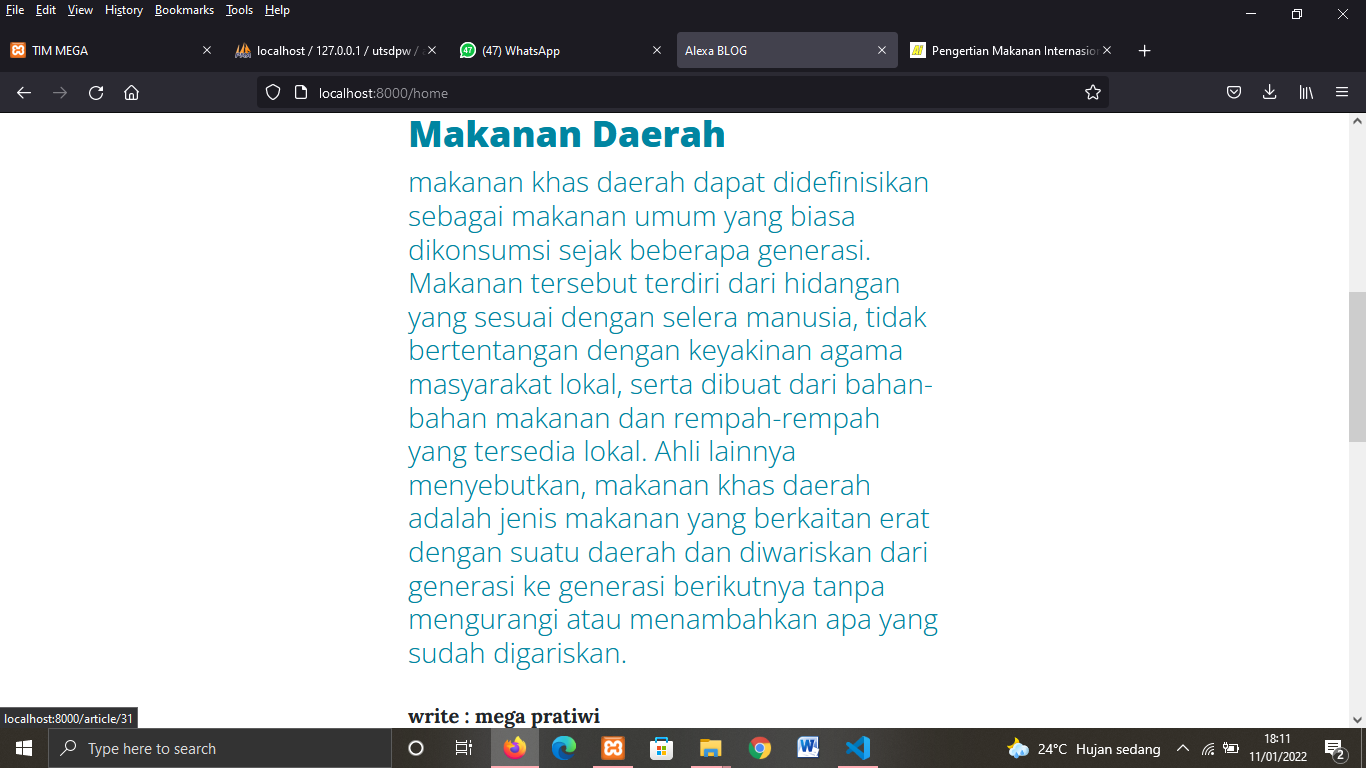 File Edit View History Bookmarks Tools Help
TIM MEGA
localhost / 127.0.0.1 / utsdpw /
47 (47) WhatsApp
Alexa BLOG
Pengertian Makanan Internasion
localhost:8000/home
Makanan Daerah
makanan khas daerah dapat didefinisikan
sebagai makanan umum yang biasa
dikonsumsi sejak beberapa generasi.
Makanan tersebut terdiri dari hidangan
yang sesuai dengan selera manusia, tidak
bertentangan dengan keyakinan agama
masyarakat lokal, serta dibuat dari bahan-
bahan makanan dan rempah-rempah
yang tersedia lokal. Ahli lainnya
menyebutkan, makanan khas daerah
adalah jenis makanan yang berkaitan erat
dengan suatu daerah dan diwariskan dari
generasi ke generasi berikutnya tanpa
mengurangi atau menambahkan apa yang
sudah digariskan.
write : mega pratiwi
localhost:8000/article/31
Type here to search
24°C Hujan sedang
18:11
11/01/2022
2